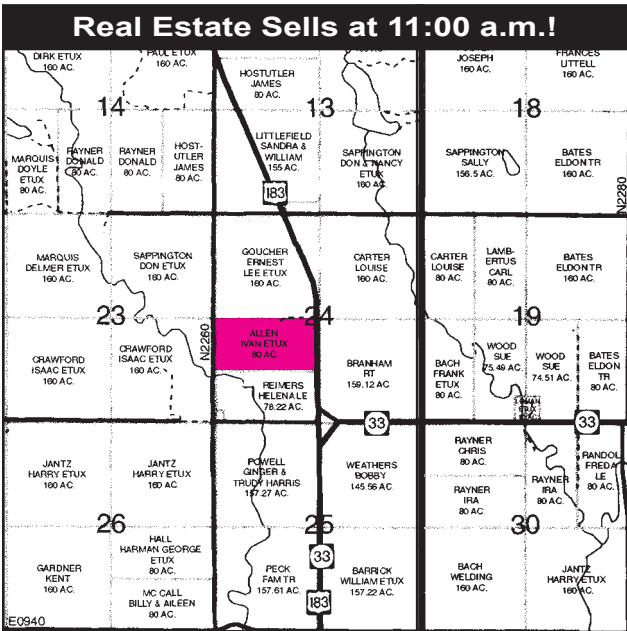 Real Estate Sells at 11:00 a.m.!
DIRK ETUX
160 AC.
PAUL ETUX
160 AC.
HOSTUTLER
JAMES
80 AC.
JOSEPH
160 AC.
FRANCES
LITTELL
160 AC.
14
13
18
MARQUIS
DOYLE
ETUX
80 AC.
RAYNER
DONALD
80 AC.
RAYNER
DONALD
80 AC.
HOST-
UTLER
JAMES
80 AC.
LITTLEFIELD
SANDRA &
WILLIAM
155 AC.
183
SAPPINGTON
DON & NANCY
ETUX
160 AC.
SAPPINGTON
SALLY
156.5 AC.
BATES
ELDON TR
160 AC.
N2280
MARQUIS
DELMER ETUX
160 AC.
SAPPINGTON
DON ETUX
160 AC.
GOUCHER
ERNEST
LEE ETUX
160 AC.
CARTER
LOUISE
160 AC.
CARTER
LOUISE
80 AC.
LAMB-
ERTUS
CARL
80 AC.
BATES
ELDON TR
160 AC.
23
24
19
N2260
CRAWFORD
ISAAC ETUX
160 AC.
CRAWFORD
ISAAC ETUX
160 AC.
ALLEN
IVAN ETUX
80 AC.
REIMERS
HELENA LE
78.22 AC.
BRANHAM
RT
159.12 AC.
BACH
FRANK
ETUX
80 AC.
WOOD
SUE
75.49 AC.
WOOD
SUE
74.51 AC.
BATES
ELDON
TR
80 AC.
33
33
JANTZ
HARRY ETUX
160 AC.
JANTZ
HARRY ETUX
160 AC.
POWELL
GINGER &
TRUDY HARRIS
157.27 AC.
WEATHERS
BOBBY
145.56 AC.
RAYNER
CHRIS
80 AC.
RAYNER
IRA
80 AC.
RAYNER
IRA
80 AC.
RANDOL
FREDA
LE
80 AC.
26
25
30
GARDNER
KENT
160 AC.
HALL
HARMAN GEORGE
ETUX
80 AC.
MC CALL
BILLY & AILEEN
80 AC.
PECK
FAM TR
157.61 AC.
33
183
BARRICK
WILLIAM ETUX
157.22 AC.
BACH
WELDING
160 AC.
JANTZ
HARRY ETUX
160 AC.
E0940